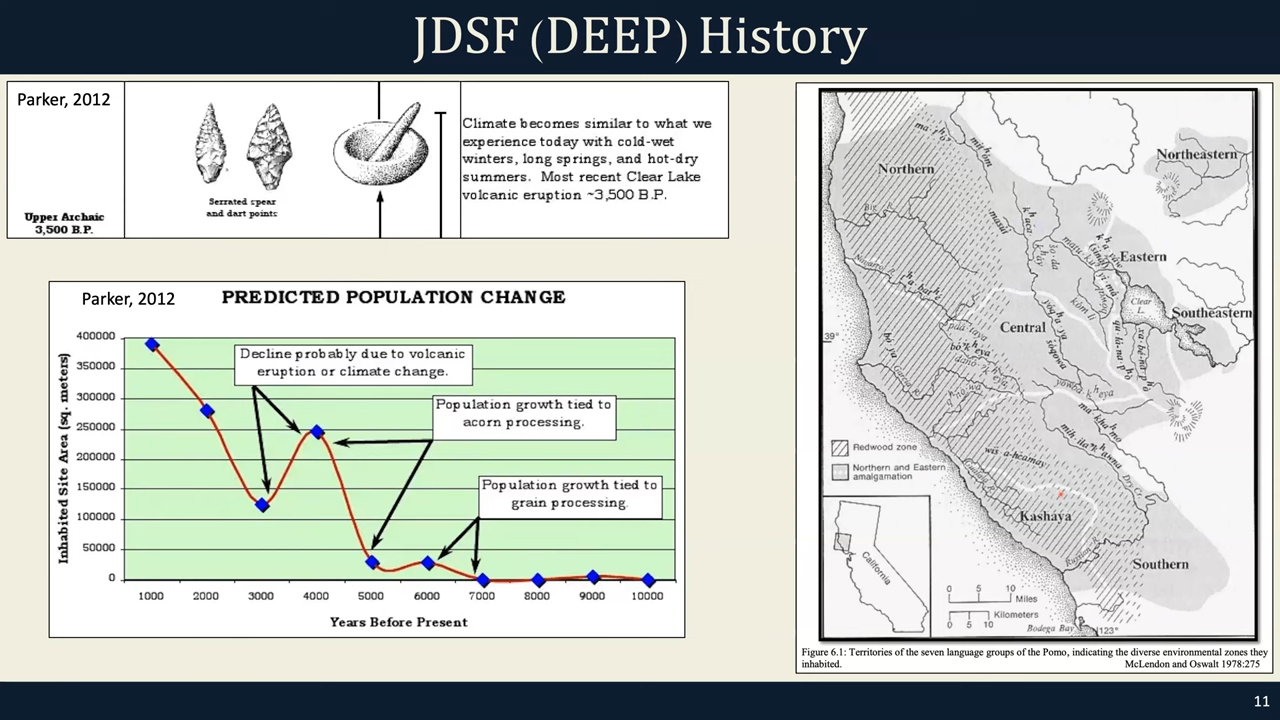 JDSF (DEEP) History
Parker, 2012
Upper Archaic
3,500 B.P.
Serrated spear
and dart points
Climate becomes similar to what we
experience today with cold-wet
winters, long springs, and hot-dry
summers. Most recent Clear Lake
volcanic eruption ~3,500 B.P.
Parker, 2012
PREDICTED POPULATION CHANGE
Inhabited Site Area (sq. meters)
400000
350000
300000
250000
200000
150000
100000
50000
0
Decline probably due to volcanic
eruption or climate change.
Population growth tied to
acorn processing.
Population growth tied to
grain processing.
1000 2000 3000 4000 5000 6000 7000 8000 9000 10000
Years Before Present
Northern
Northeastern
Eastern
Clear
L.
Southeastern
Central
39°
Redwood zone
Northern and Eastern
amalgamation
Kashaya
Southern
California
0 5 10
Miles
Kilometers
0 5 10
Bodega Bay
123°
Figure 6.1: Territories of the seven language groups of the Pomo, indicating the diverse environmental zones they
inhabited. McLendon and Oswalt 1978:275
11